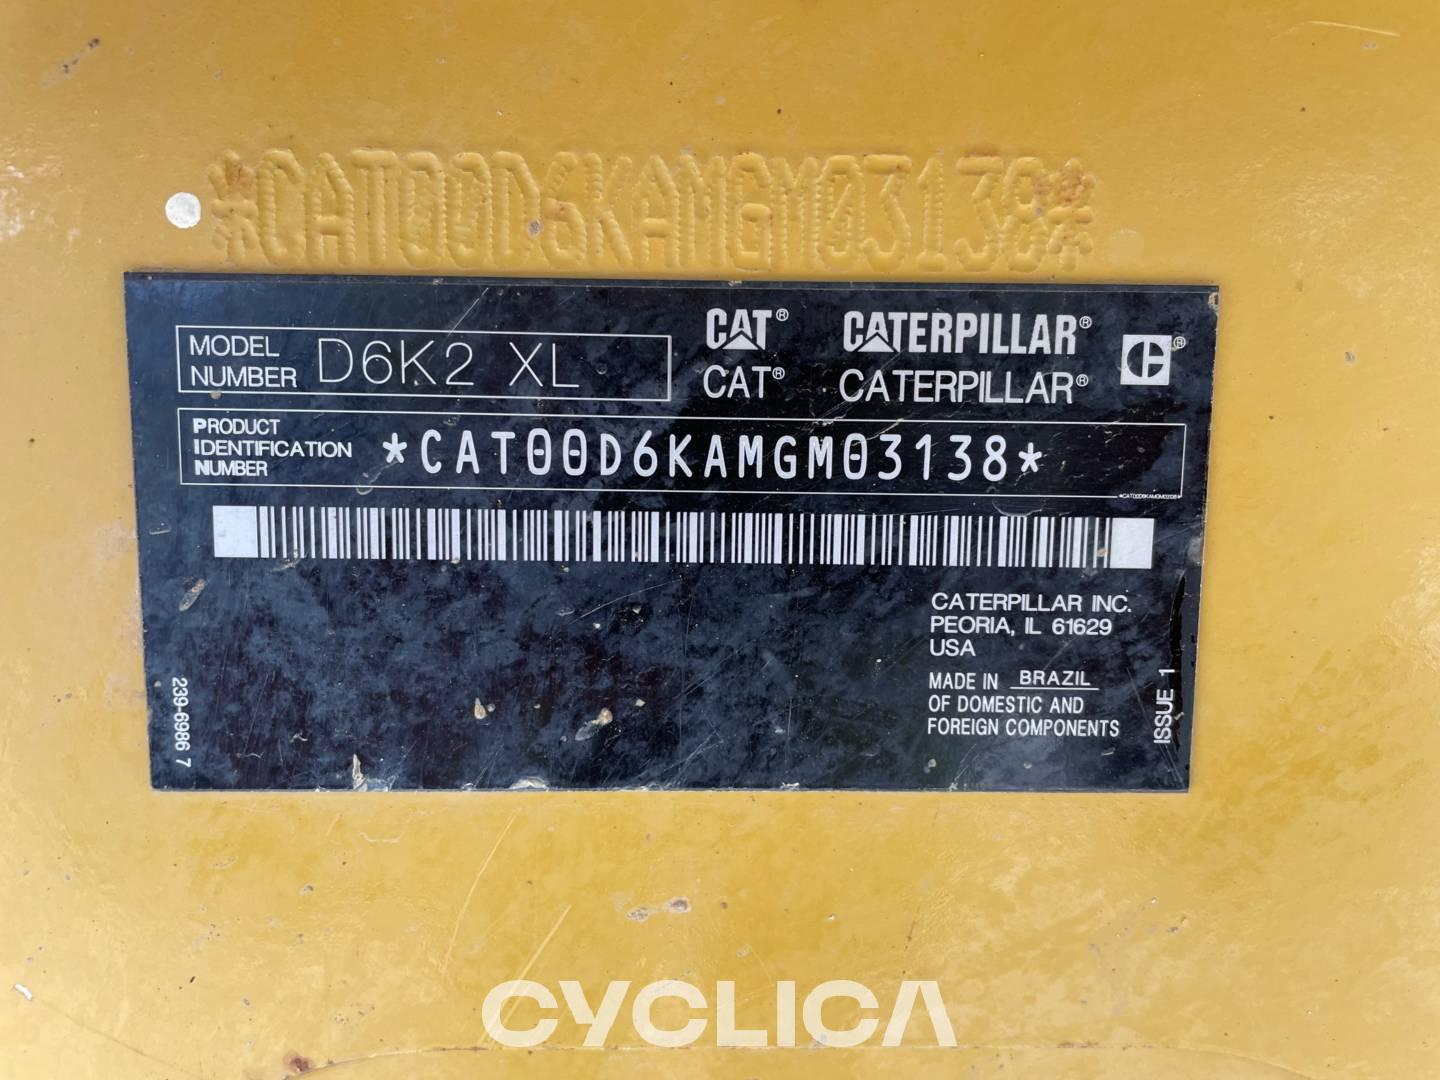 *CAT00D6KAMGM03138*
MODEL NUMBER D6K2 XL
CAT® CATERPILLAR®
CAT® CATERPILLAR®
PRODUCT IDENTIFICATION NUMBER *CAT00D6KAMGM03138*
*CAT00D6KAMGM03138*
CATERPILLAR INC.
PEORIA, IL 61629
USA
MADE IN BRAZIL
OF DOMESTIC AND
FOREIGN COMPONENTS
239-6986 7
ISSUE 1
CYCLICA